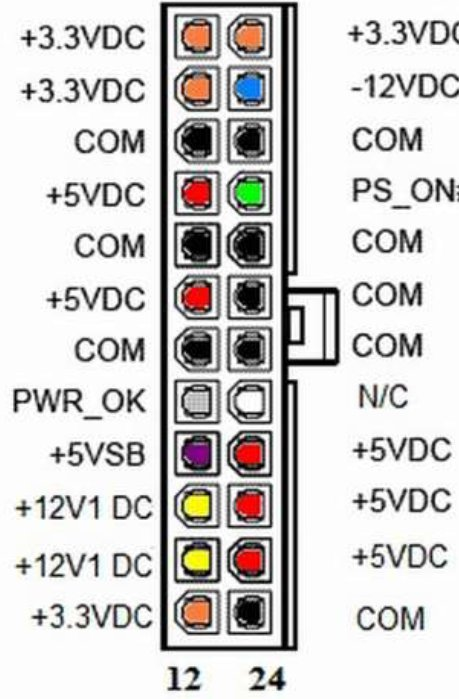 +3.3VDC +3.3VDC
+3.3VDC -12VDC
COM COM
+5VDC PS_ON#
COM COM
+5VDC COM
COM COM
PWR_OK N/C
+5VSB +5VDC
+12V1 DC +5VDC
+12V1 DC +5VDC
+3.3VDC COM
12 24